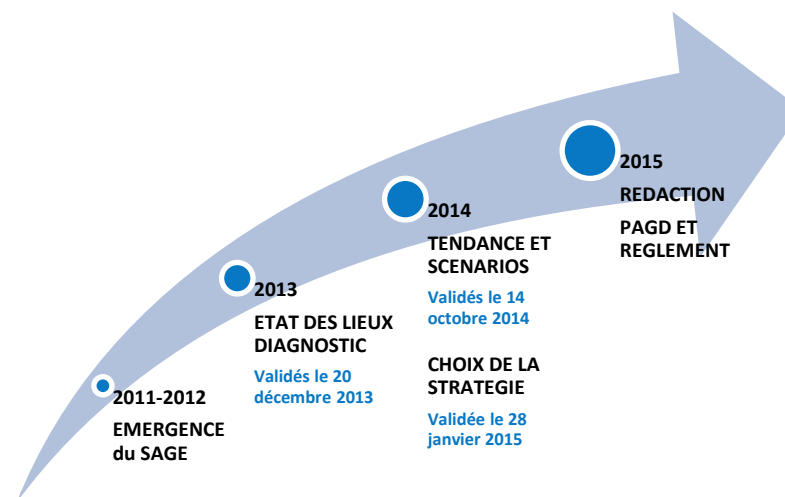 2011-2012
EMERGENCE
du SAGE
2013
ETAT DES LIEUX
DIAGNOSTIC
Validés le 20
décembre 2013
2014
TENDANCE ET
SCENARIOS
Validés le 14
octobre 2014
CHOIX DE LA
STRATEGIE
Validée le 28
janvier 2015
2015
REDACTION
PAGD ET
REGLEMENT